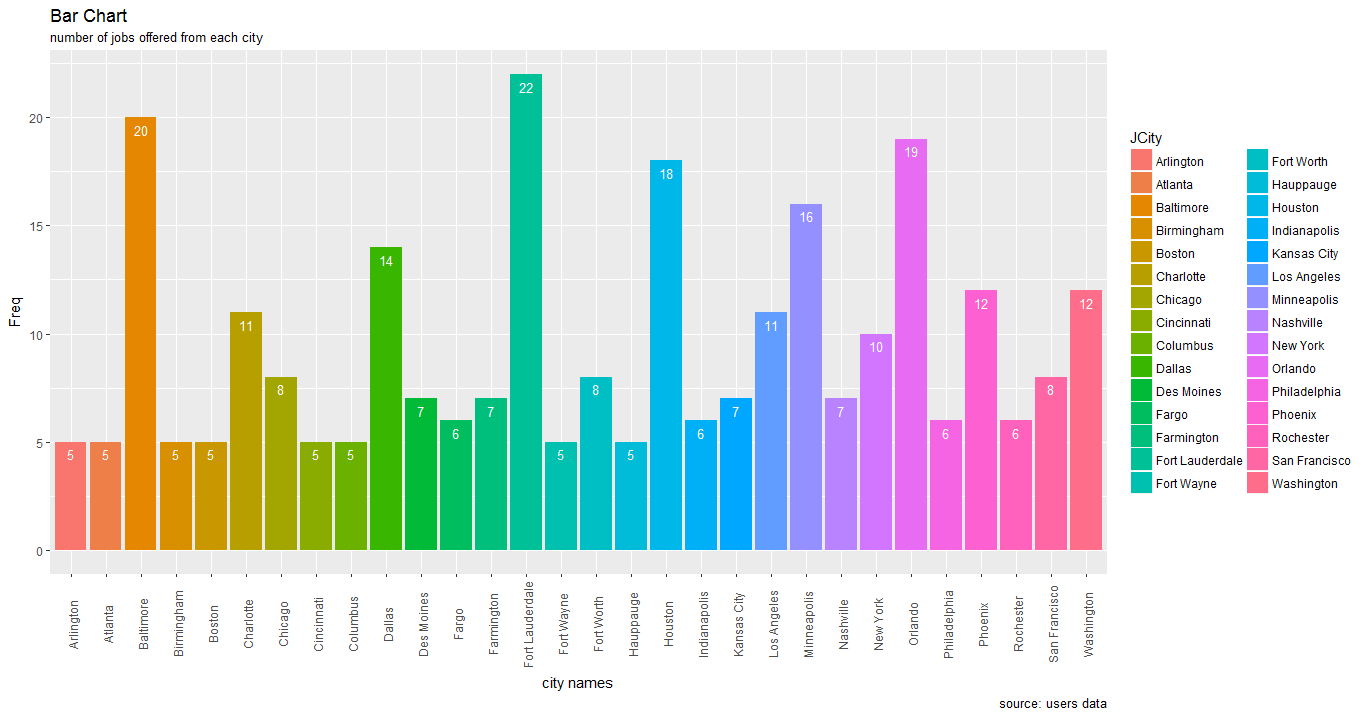 Bar Chart
number of jobs offered from each city
Freq
20
15
10
5
0
5
5
20
5
5
11
8
5
5
14
7
6
7
22
5
8
5
18
6
7
11
16
7
10
19
6
12
6
8
12
Arlington
Atlanta
Baltimore
Birmingham
Boston
Charlotte
Chicago
Cincinnati
Columbus
Dallas
Des Moines
Fargo
Farmington
Fort Lauderdale
Fort Wayne
Fort Worth
Hauppauge
Houston
Indianapolis
Kansas City
Los Angeles
Minneapolis
Nashville
New York
Orlando
Philadelphia
Phoenix
Rochester
San Francisco
Washington
city names
source: users data
JCity
Arlington
Atlanta
Baltimore
Birmingham
Boston
Charlotte
Chicago
Cincinnati
Columbus
Dallas
Des Moines
Fargo
Farmington
Fort Lauderdale
Fort Wayne
Fort Worth
Hauppauge
Houston
Indianapolis
Kansas City
Los Angeles
Minneapolis
Nashville
New York
Orlando
Philadelphia
Phoenix
Rochester
San Francisco
Washington